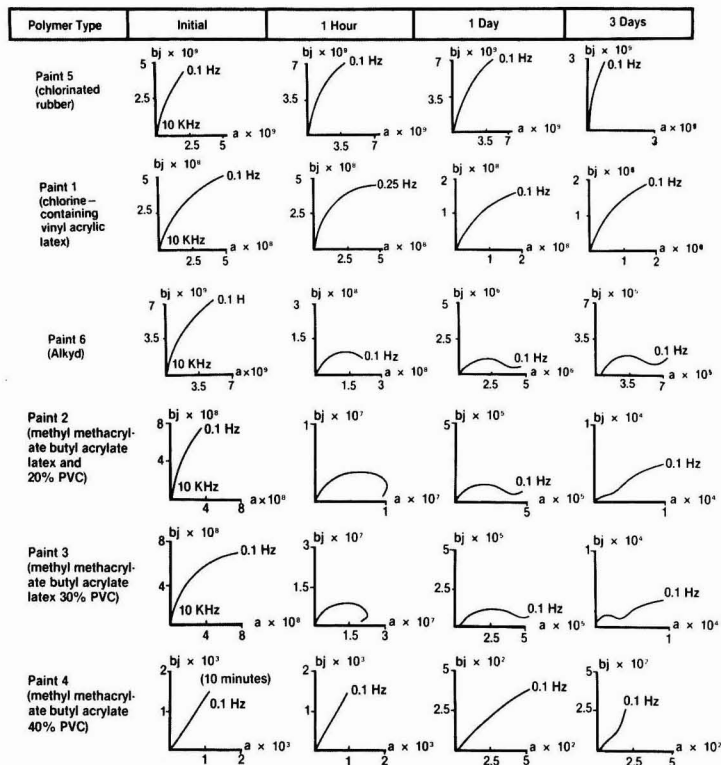 Polymer Type Initial 1 Hour 1 Day 3 Days
Paint 5
(chlorinated
rubber)
bj × 10⁹
5
2.5
0.1 Hz
10 KHz
a × 10⁹
2.5 5
bj × 10⁹
7
3.5
0.1 Hz
a × 10⁹
3.5 7
bj ×
7
3.5
0.1 Hz
a × 10⁹
3.5 7
bj ×
3
0.1 Hz
a ×
3
Paint 1
(chlorine–
containing
vinyl acrylic
latex)
bj × 10⁸
5
2.5
0.1 Hz
10 KHz
a × 10⁸
2.5 5
bj × 10⁸
5
2.5
0.25 Hz
a × 10⁸
2.5 5
bj × 10⁸
2
1
0.1 Hz
a × 10⁸
1 2
bj ×
2
1
0.1 Hz
a ×
1 2
Paint 6
(Alkyd)
bj × 10⁹
7
3.5
0.1 H
10 KHz
a×10⁹
3.5 7
bj × 10⁸
3
1.5
0.1 Hz
a × 10⁸
1.5 3
bj × 10⁶
5
2.5
0.1 Hz
a × 10⁶
2.5 5
bj × 10⁵
7
3.5
0.1 Hz
a × 10⁵
3.5 7
Paint 2
(methyl methacryl-
ate butyl acrylate
latex and
20% PVC)
bj × 10⁸
8
4
0.1 Hz
10 KHz
a×10⁸
4 8
bj × 10⁷
1
a × 10⁷
1
bj × 10⁵
5
0.1 Hz
a × 10⁵
5
bj × 10⁴
1
0.1 Hz
a × 10⁴
1
Paint 3
(methyl methacryl-
ate butyl acrylate
latex 30% PVC)
bj × 10⁸
8
4
0.1 Hz
10 KHz
a × 10⁸
4 8
bj × 10⁷
3
1.5
0.1 Hz
a × 10⁷
1.5 3
bj × 10⁵
5
2.5
0.1 Hz
a × 10⁵
2.5 5
bj × 10⁴
1
0.1 Hz
a × 10⁴
1
Paint 4
(methyl methacryl-
ate butyl acrylate
40% PVC)
bj × 10³
2
1
(10 minutes)
0.1 Hz
a × 10³
1 2
bj × 10³
2
1
0.1 Hz
a × 10³
1 2
bj × 10²
5
2.5
0.1 Hz
a × 10²
2.5 5
bj × 10⁷
5
2.5
0.1 Hz
a × 10⁷
2.5 5